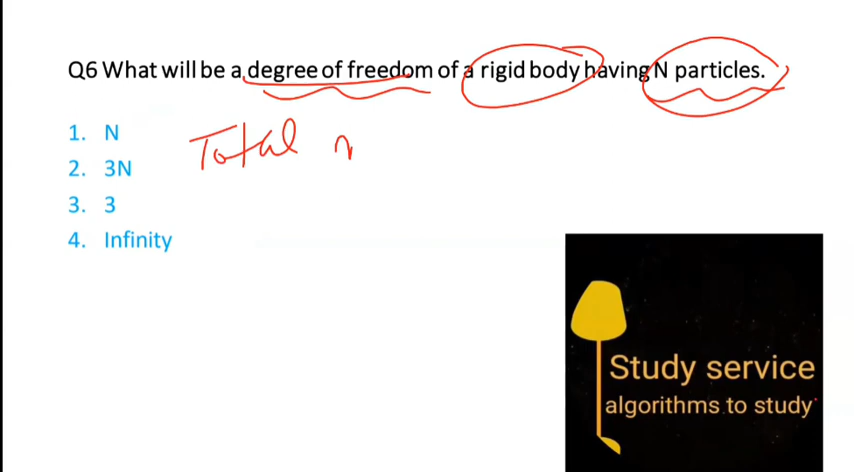 Q6 What will be a degree of freedom of a rigid body having N particles.
1. N
2. 3N
3. 3
4. Infinity
Total
Study service
algorithms to study